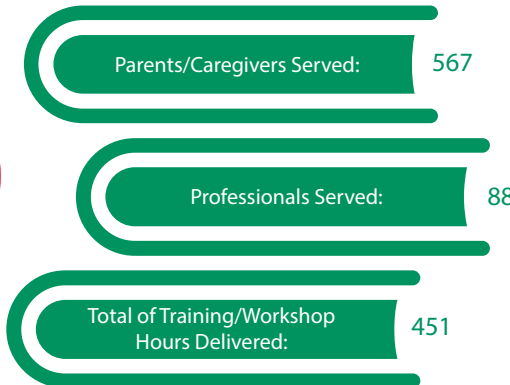 Parents/Caregivers Served: 567
Professionals Served: 88
Total of Training/Workshop
Hours Delivered: 451